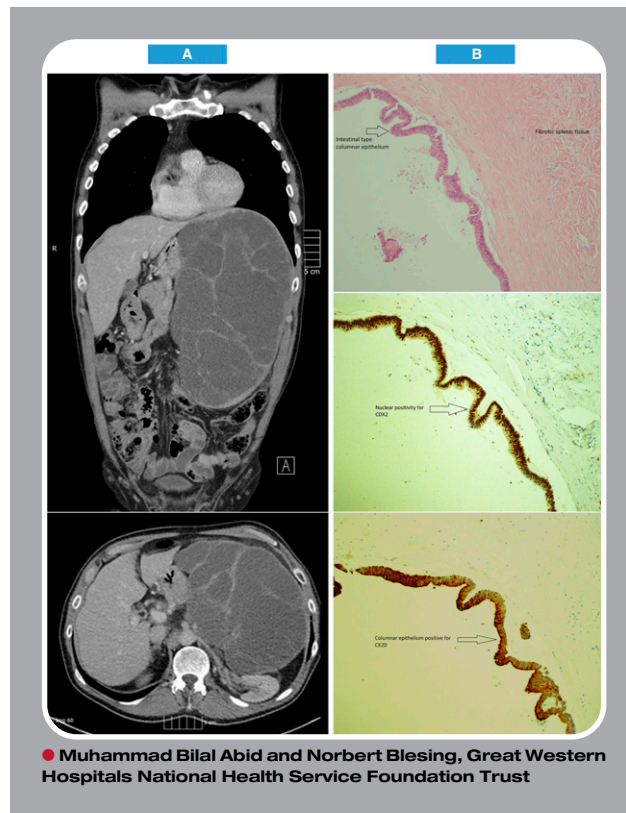 A
B
Intestinal type
columnar epithelium
Fibrotic splenic tissue
R
5 cm
A
Nuclear positivity for
CDX2
Columnar epithelium positive for
CK20
● Muhammad Bilal Abid and Norbert Blesing, Great Western
Hospitals National Health Service Foundation Trust